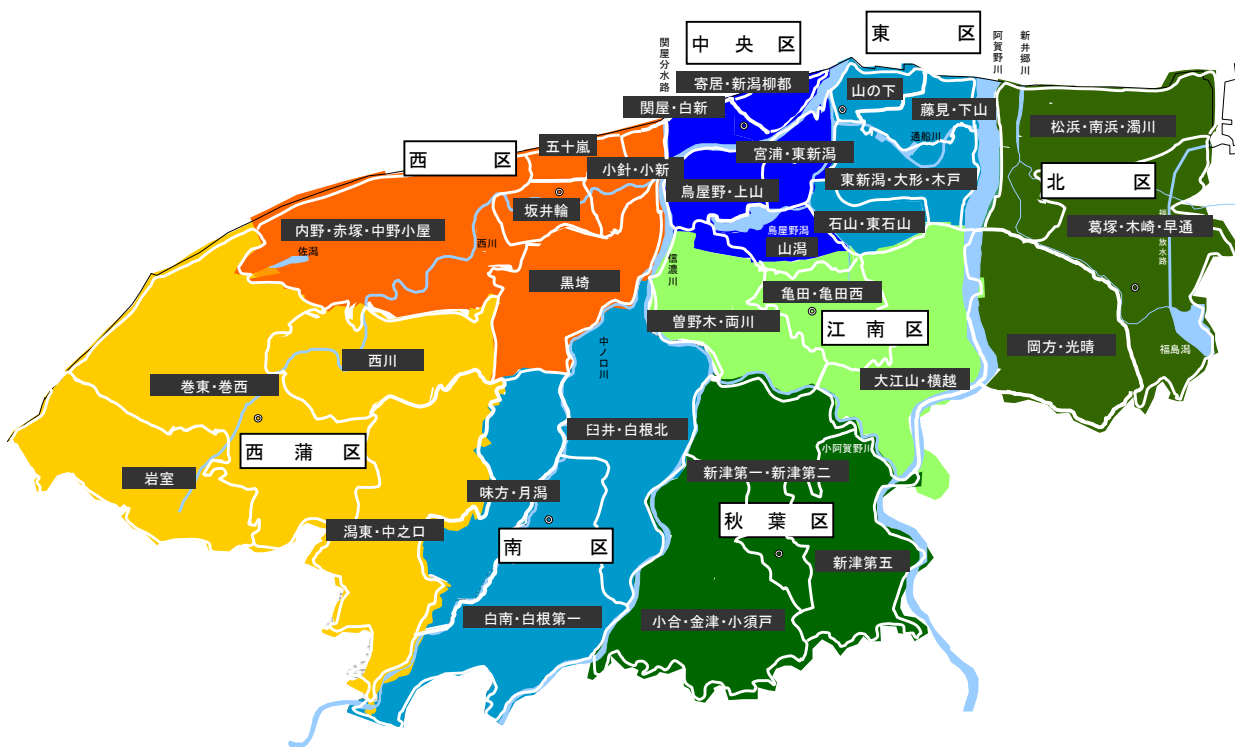 中央区
東区
関屋分水路
阿賀野川
新井郷川
寄居・新潟柳都
山の下
関屋・白新
藤見・下山
松浜・南浜・濁川
通船川
五十嵐
西区
小針・小新
宮浦・東新潟
北区
鳥屋野・上山
東新潟・大形・木戸
坂井輪
内野・赤塚・中野小屋
石山・東石山
葛塚・木崎・早通
鳥屋野潟
西川
佐潟
山潟
放水路
信濃川
黒埼
亀田・亀田西
曽野木・両川
江南区
中ノ口川
岡方・光晴
福島潟
西川
巻東・巻西
大江山・横越
臼井・白根北
西蒲区
小阿賀野川
岩室
新津第一・新津第二
味方・月潟
秋葉区
潟東・中之口
南区
新津第五
白南・白根第一
小合・金津・小須戸